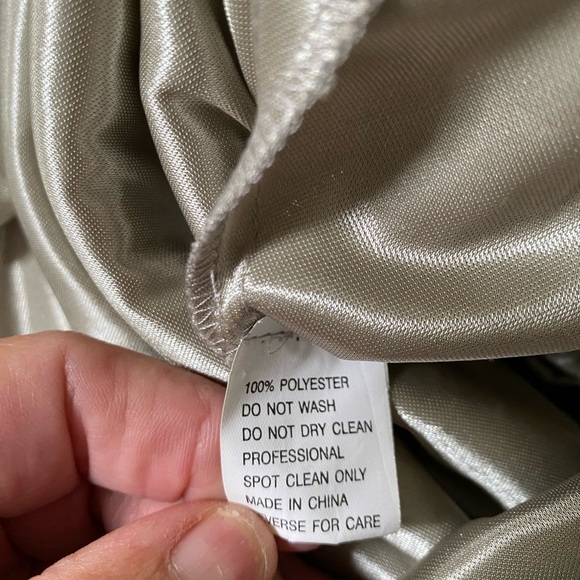 100% POLYESTER
DO NOT WASH
DO NOT DRY CLEAN
PROFESSIONAL
SPOT CLEAN ONLY
MADE IN CHINA
FOR CARE